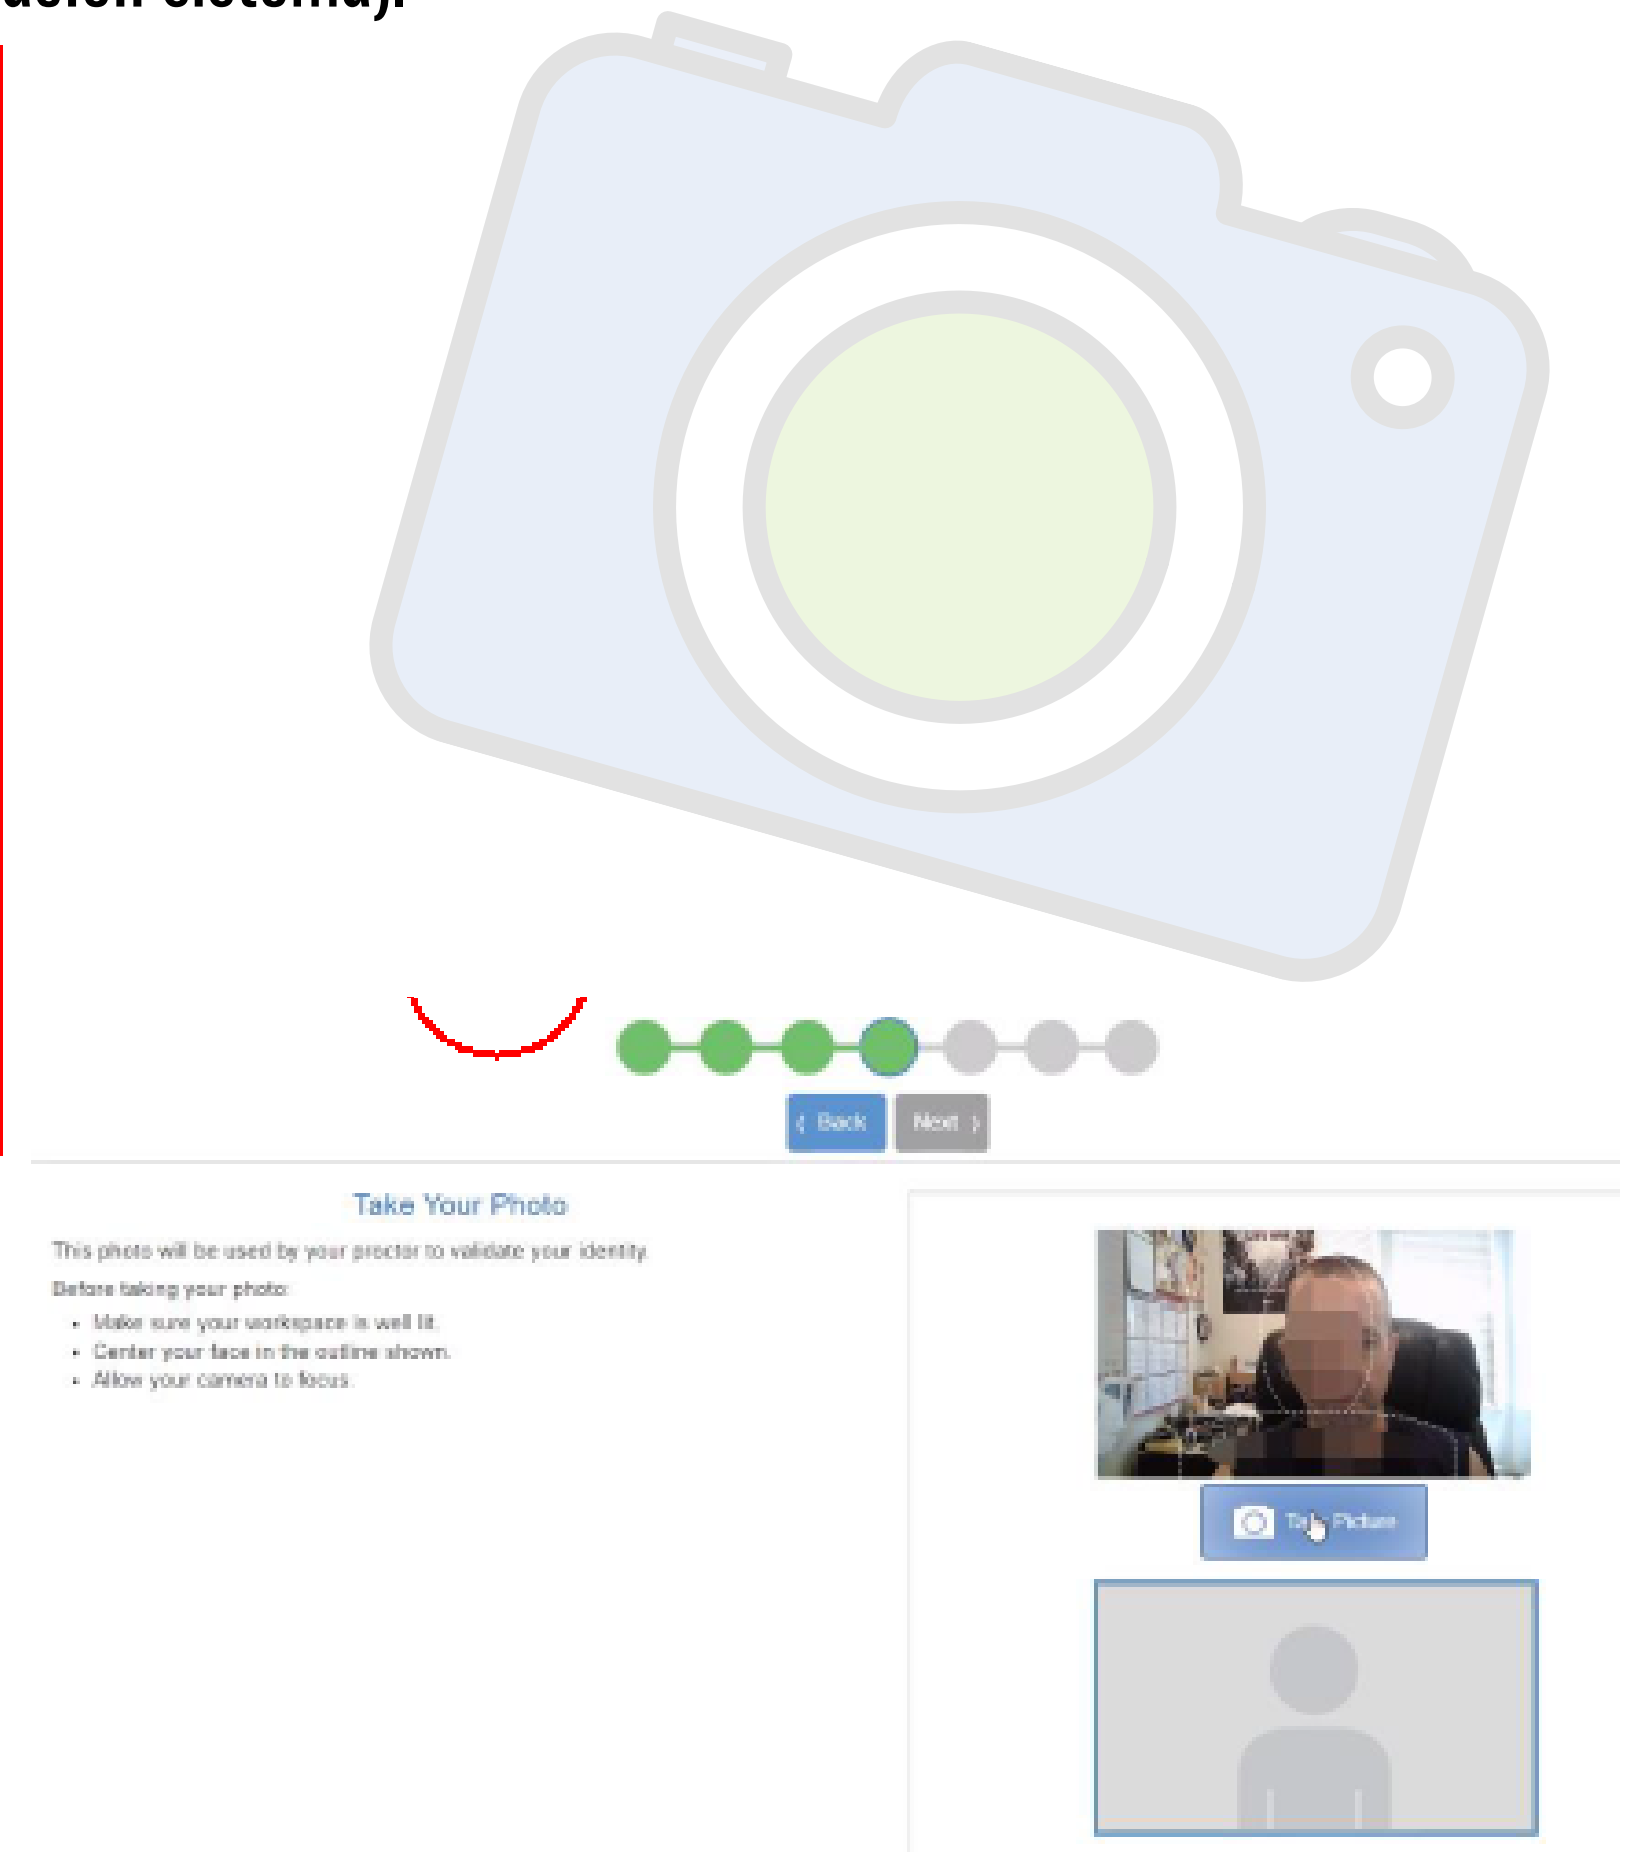 Back Next
Take Your Photo
This photo will be used by your proctor to validate your identity.
Before taking your photo:
• Make sure your workspace is well lit.
• Center your face in the outline shown.
• Allow your camera to focus.
Take Picture